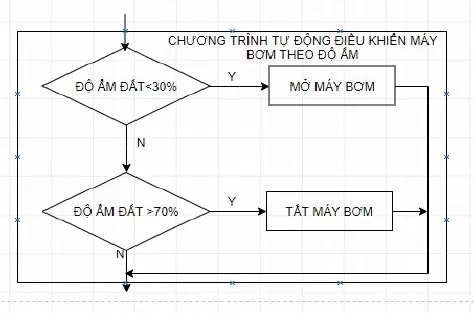 CHƯƠNG TRÌNH TỰ ĐỘNG ĐIỀU KHIỂN MÁY
BƠM THEO ĐỘ ẨM
ĐỘ ẨM ĐẤT<30%
Y
MỞ MÁY BƠM
N
ĐỘ ẨM ĐẤT >70%
Y
TẮT MÁY BƠM
N